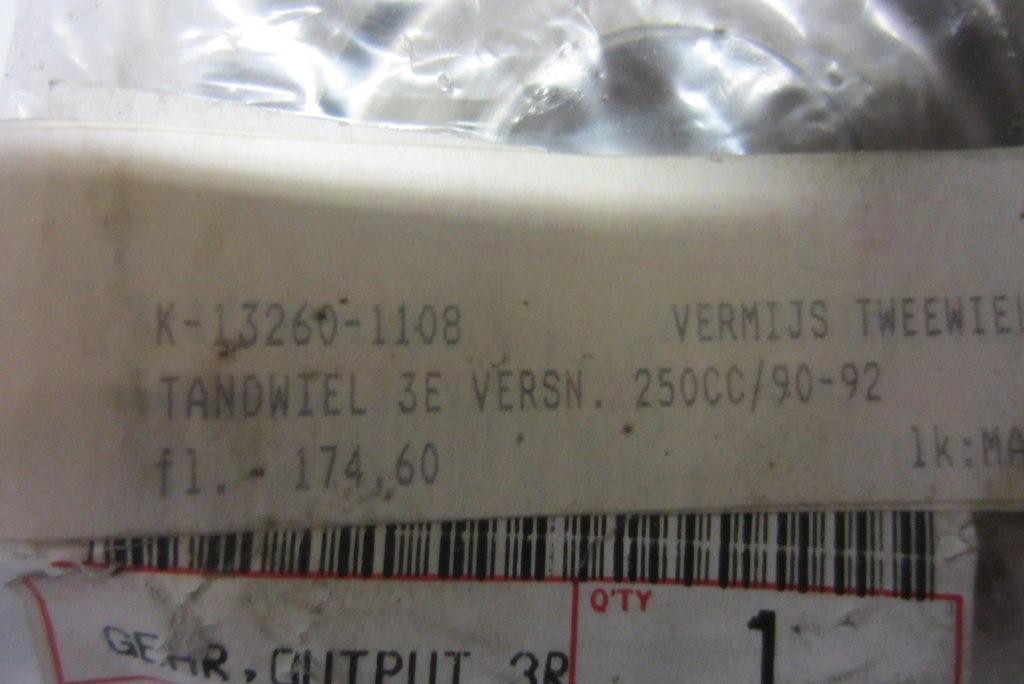 K-13260-1108 VERMIJS TWEEWIEL
TANDWIEL 3E VERSN. 250CC/90-92
fl. - 174,60 lk:MA
Q'TY
GEAR, OUTPUT 3R 1